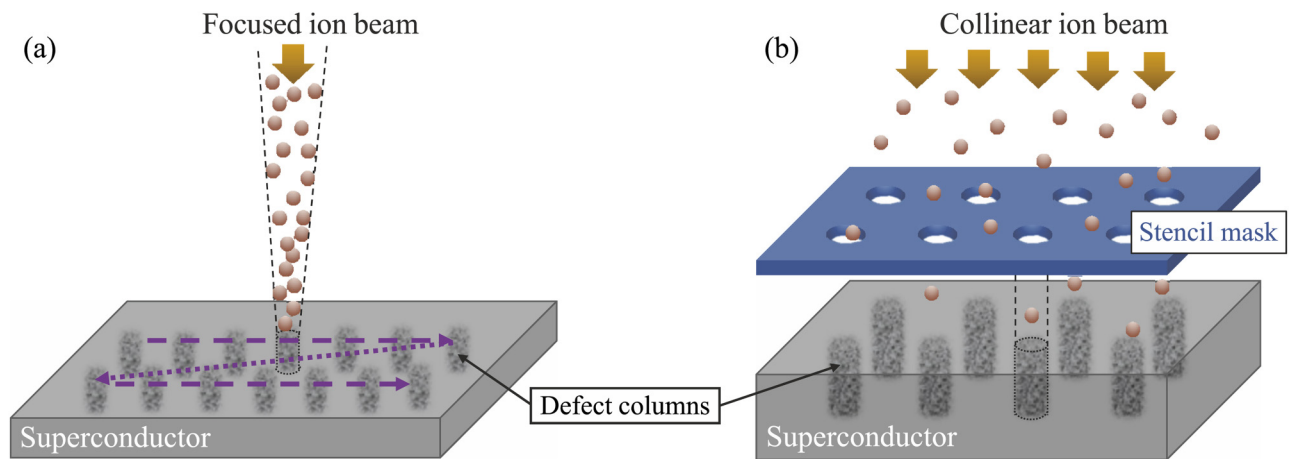 (a)
Focused ion beam
Superconductor
Defect columns
(b)
Collinear ion beam
Stencil mask
Superconductor